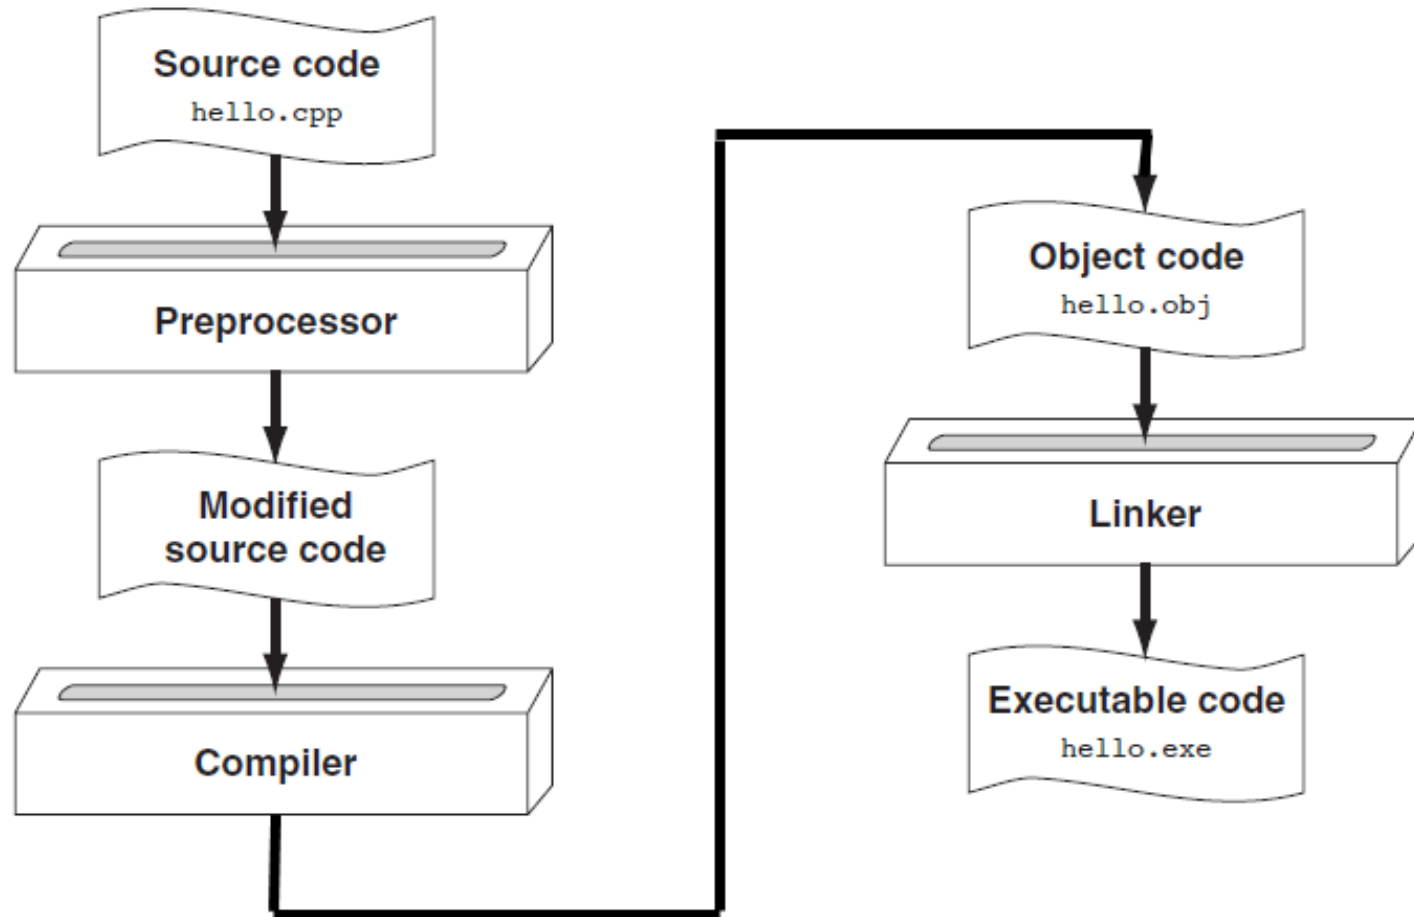 Source code
hello.cpp
Preprocessor
Modified
source code
Compiler
Object code
hello.obj
Linker
Executable code
hello.exe